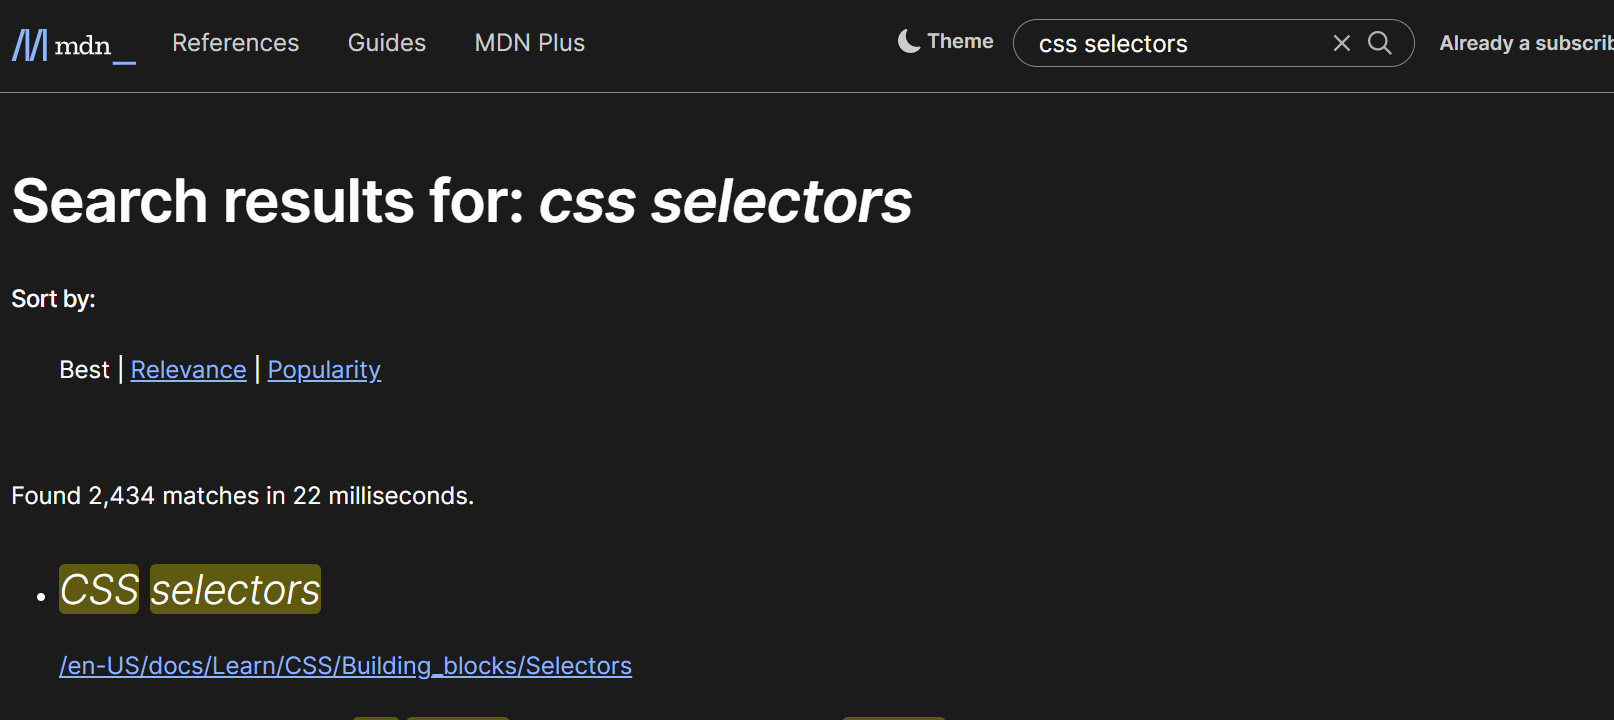 mdn_ References Guides MDN Plus Theme css selectors Already a subscrib
Search results for: css selectors
Sort by:
Best | Relevance | Popularity
Found 2,434 matches in 22 milliseconds.
• CSS selectors
/en-US/docs/Learn/CSS/Building_blocks/Selectors